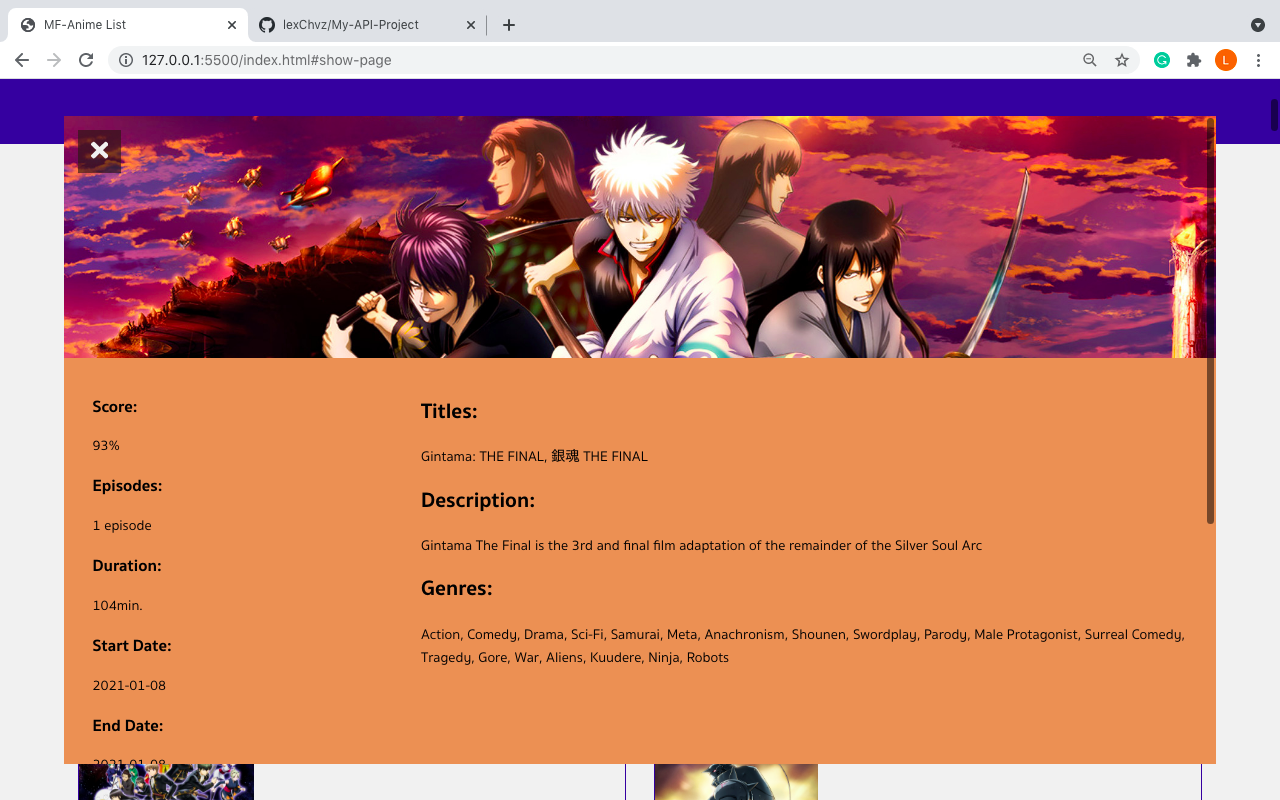 MF-Anime List
lexChvz/My-API-Project
127.0.0.1:5500/index.html#show-page
L
Score:
93%
Episodes:
1 episode
Duration:
104min.
Start Date:
2021-01-08
End Date:
2021-01-08
Titles:
Gintama: THE FINAL, 銀魂 THE FINAL
Description:
Gintama The Final is the 3rd and final film adaptation of the remainder of the Silver Soul Arc
Genres:
Action, Comedy, Drama, Sci-Fi, Samurai, Meta, Anachronism, Shounen, Swordplay, Parody, Male Protagonist, Surreal Comedy,
Tragedy, Gore, War, Aliens, Kuudere, Ninja, Robots